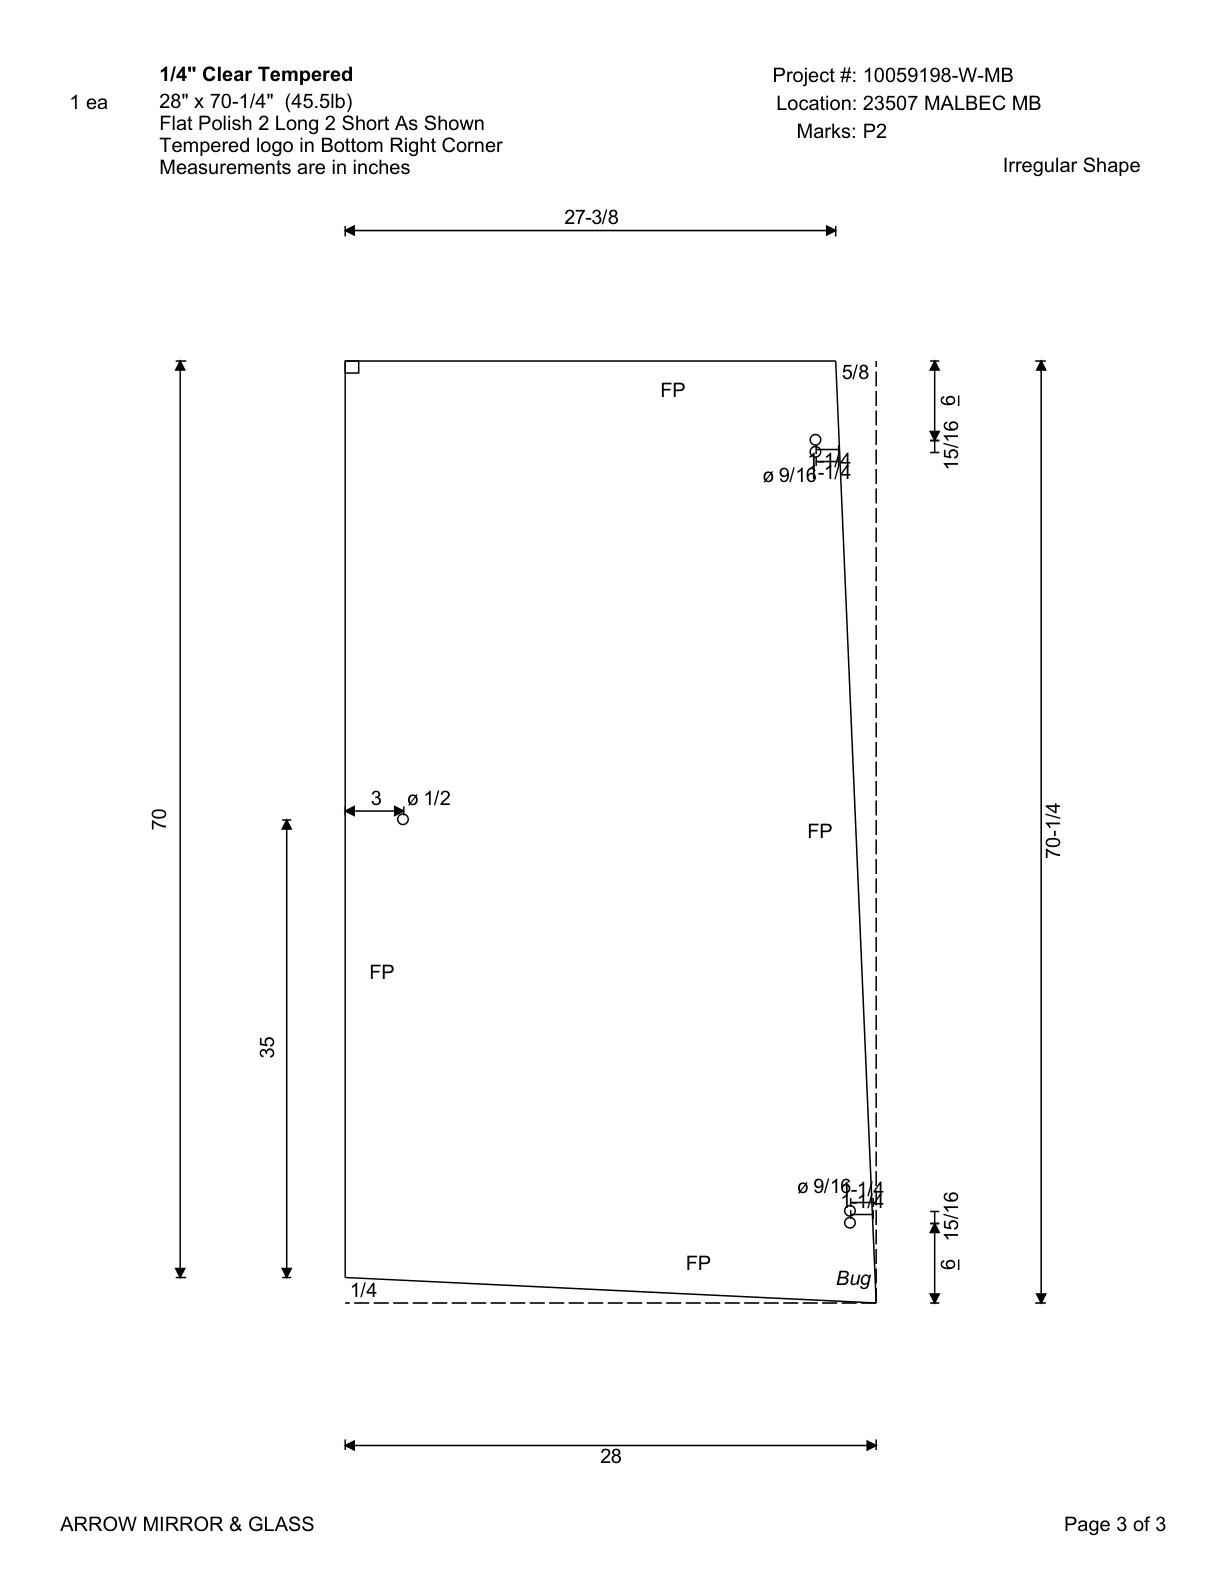 1/4" Clear Tempered
Project #: 10059198-W-MB
1 ea
28" x 70-1/4" (45.5lb)
Location: 23507 MALBEC MB
Flat Polish 2 Long 2 Short As Shown
Marks: P2
Tempered logo in Bottom Right Corner
Measurements are in inches
Irregular Shape
27-3/8
5/8
FP
6
15/16
1-1/4
1-1/4
ø 9/16
3
ø 1/2
70
FP
70-1/4
FP
35
ø 9/16
1-1/4
1-1/4
15/16
FP
6
Bug
1/4
28
ARROW MIRROR & GLASS
Page 3 of 3